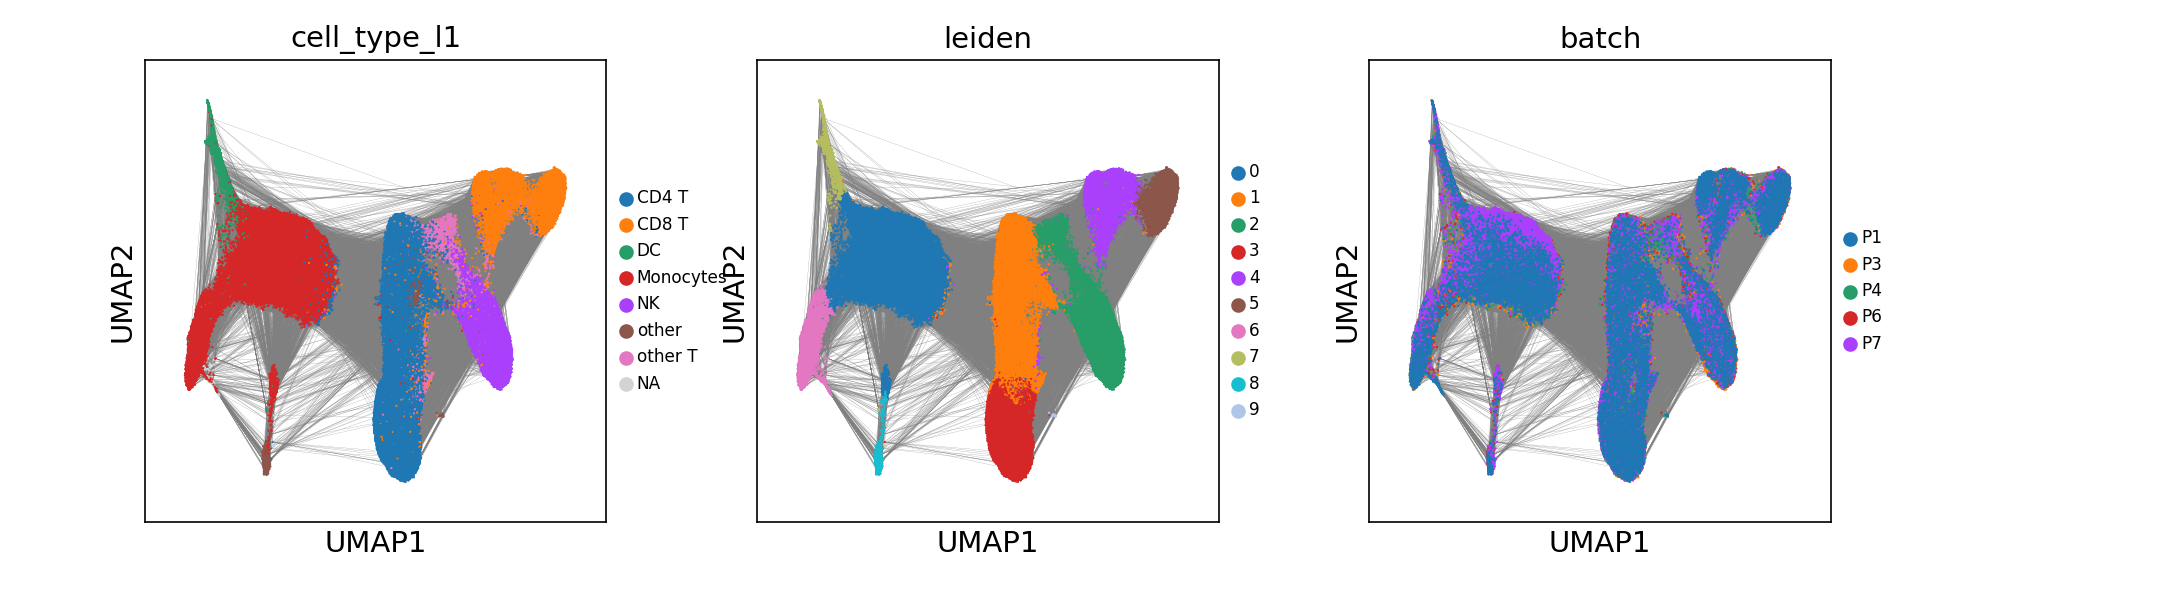 cell_type_l1
UMAP2
UMAP1
CD4 T
CD8 T
DC
Monocytes
NK
other
other T
NA
leiden
UMAP2
UMAP1
0
1
2
3
4
5
6
7
8
9
batch
UMAP2
UMAP1
P1
P3
P4
P6
P7